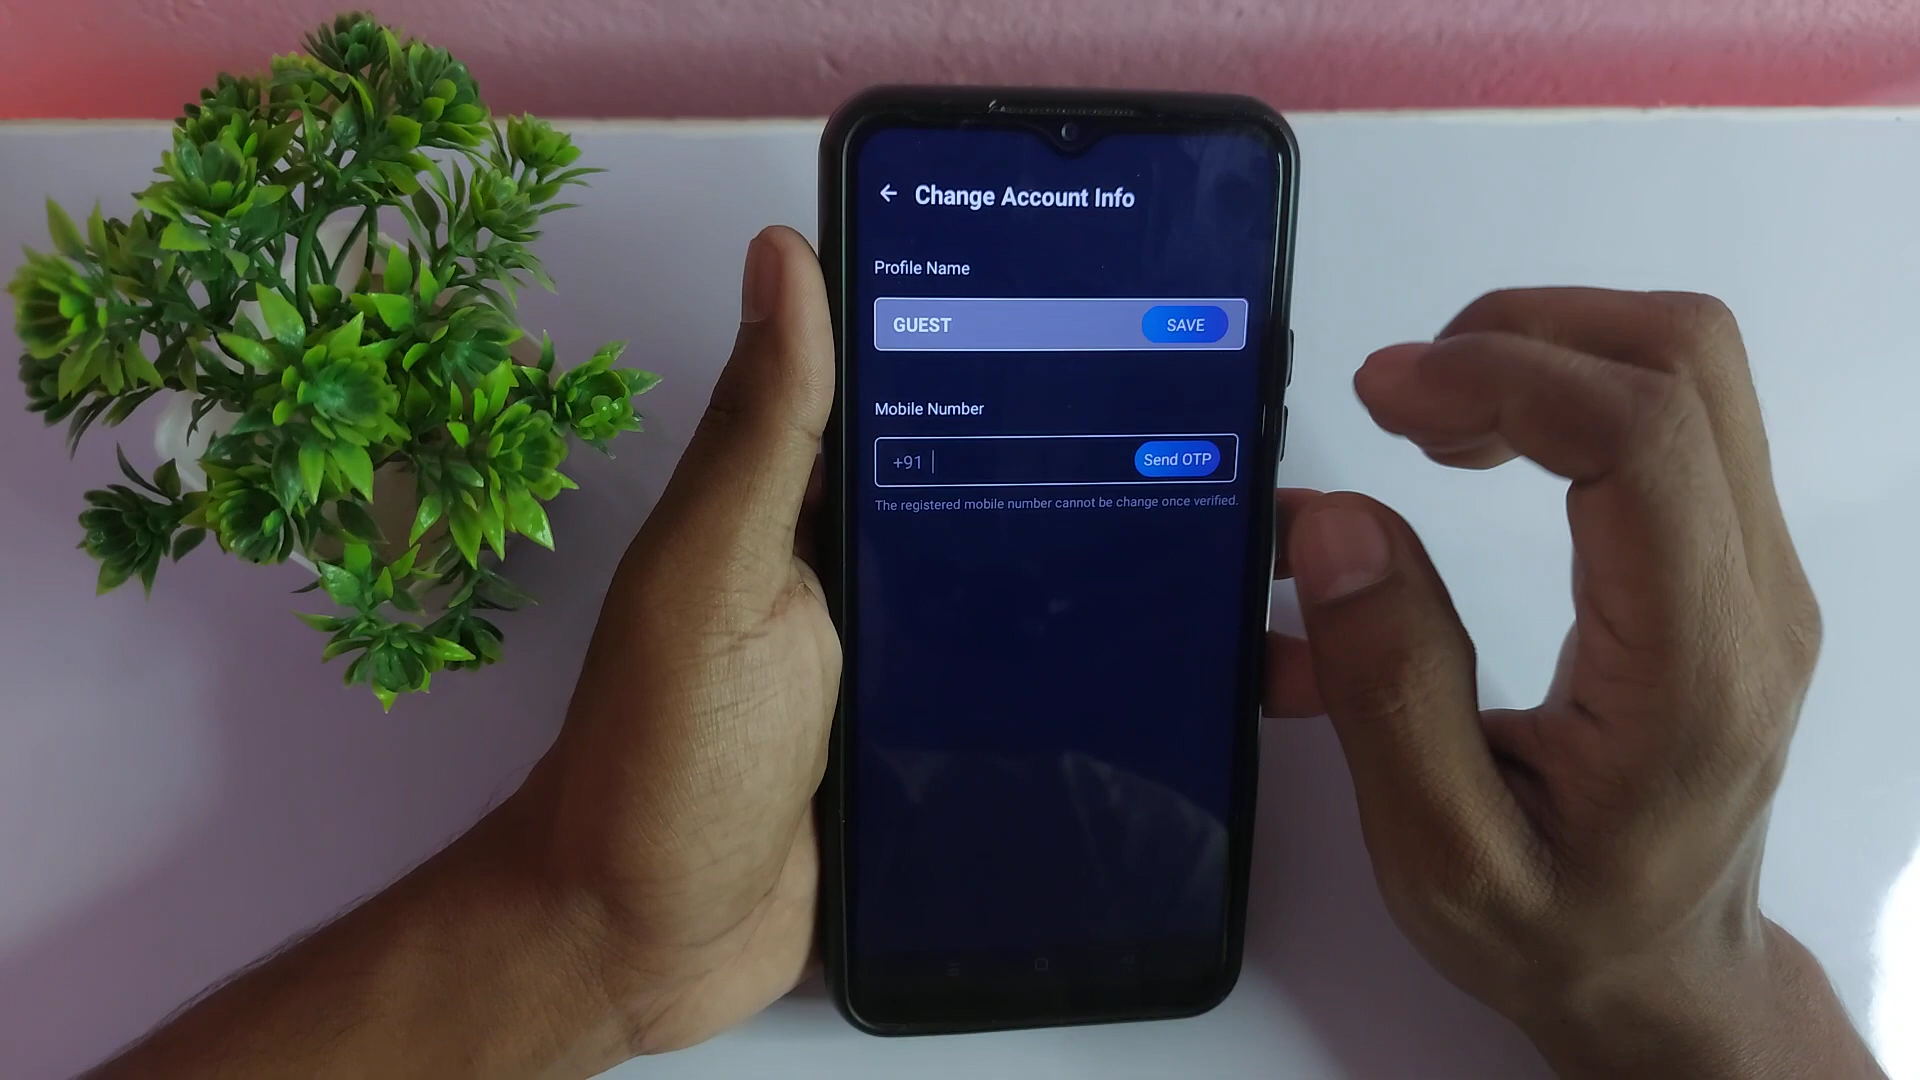 Change Account Info
Profile Name
GUEST
SAVE
Mobile Number
+91
Send OTP
The registered mobile number cannot be change once verified.